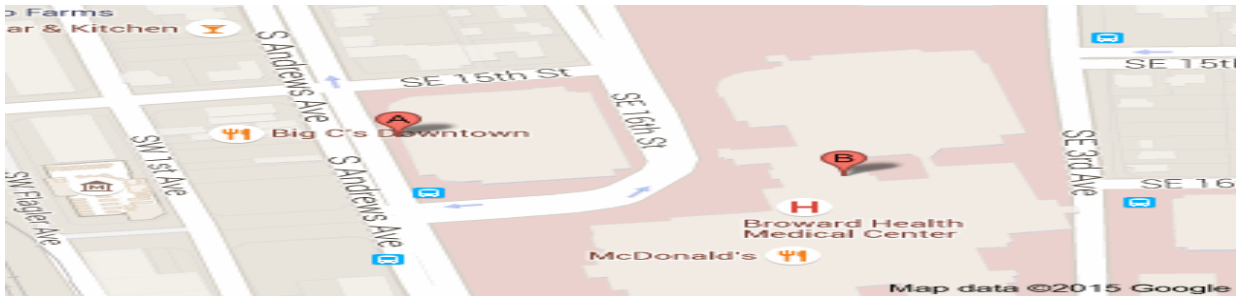 o Farms
ar & Kitchen
S Andrews Ave
SE 15th St
SE 15th
A
Big C's Downtown
SE 16th St
SW 1st Ave
S Andrews Ave
B
SE 3rd Ave
SE 16
SW Flagler Ave
H
Broward Health
Medical Center
McDonald's
Map data ©2015 Google